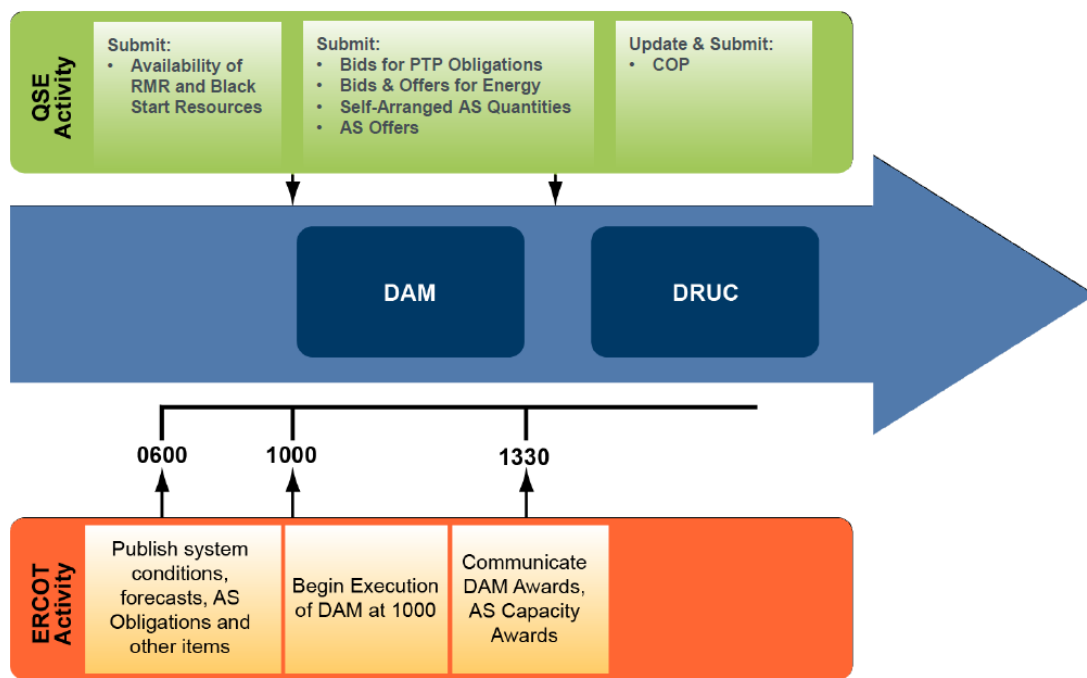 QSE
Activity
Submit:
• Availability of
RMR and Black
Start Resources
Submit:
• Bids for PTP Obligations
• Bids & Offers for Energy
• Self-Arranged AS Quantities
• AS Offers
Update & Submit:
• COP
DAM
DRUC
0600
1000
1330
ERCOT
Activity
Publish system
conditions,
forecasts, AS
Obligations and
other items
Begin Execution
of DAM at 1000
Communicate
DAM Awards,
AS Capacity
Awards